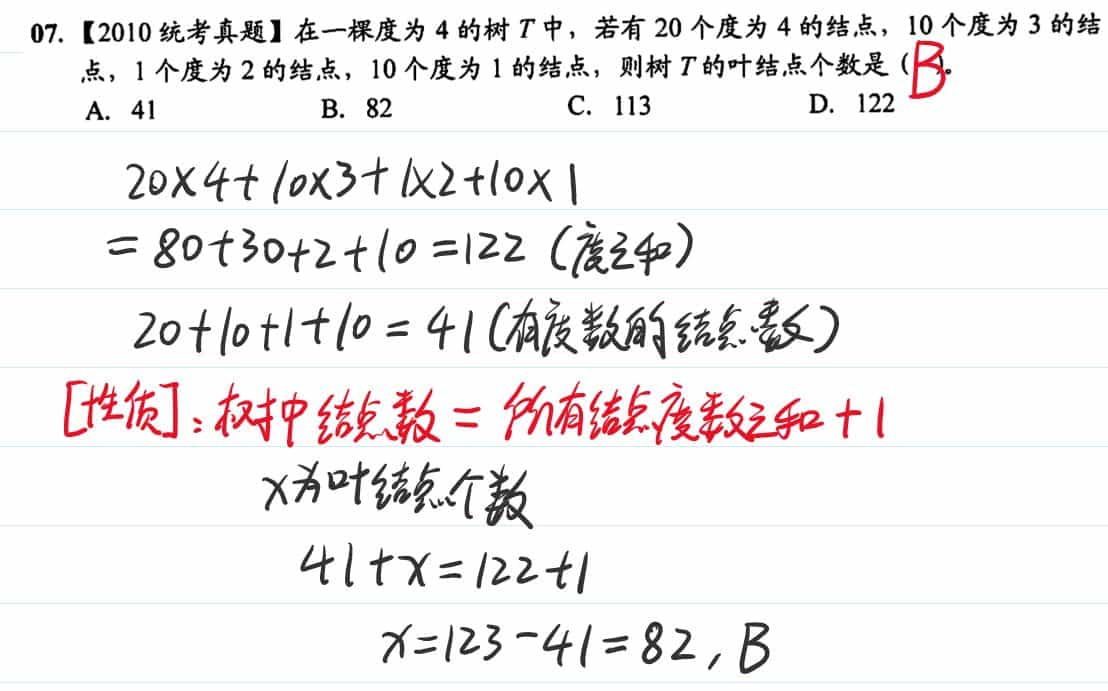 07.【2010 统考真题】在一棵度为 4 的树 T 中，若有 20 个度为 4 的结点，10 个度为 3 的结
点，1 个度为 2 的结点，10 个度为 1 的结点，则树 T 的叶结点个数是（B）。
A. 41 B. 82 C. 113 D. 122
20×4+10×3+1×2+10×1
=80+30+2+10=122（度之和）
20+10+1+10=41（有度数的结点数）
[性质]：树中结点数=所有结点度数之和+1
x为叶结点个数
41+x=122+1
x=123-41=82，B